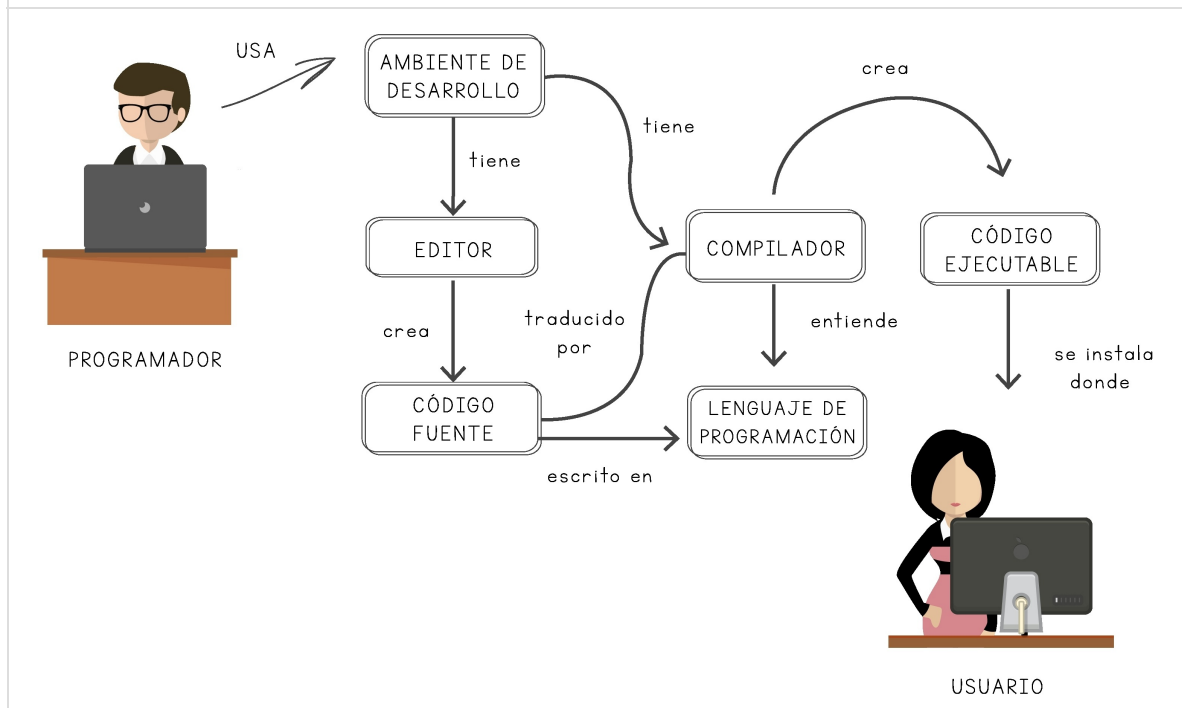 USA
AMBIENTE DE
DESARROLLO
crea
tiene
tiene
EDITOR
COMPILADOR
CÓDIGO
EJECUTABLE
crea
traducido
por
entiende
se instala
donde
PROGRAMADOR
CÓDIGO
FUENTE
LENGUAJE DE
PROGRAMACIÓN
escrito en
USUARIO